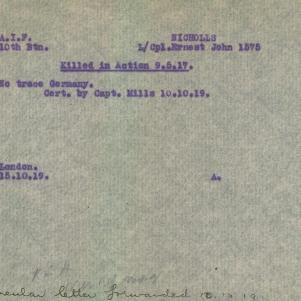 A.I.F. NICHOLLS
10th Btn. L/Cpl.Ernest John 1575
Killed in Action 9.5.17.
No trace Germany.
Cert. by Capt. Mills 10.10.19.
London.
15.10.19. A.
letter forwarded